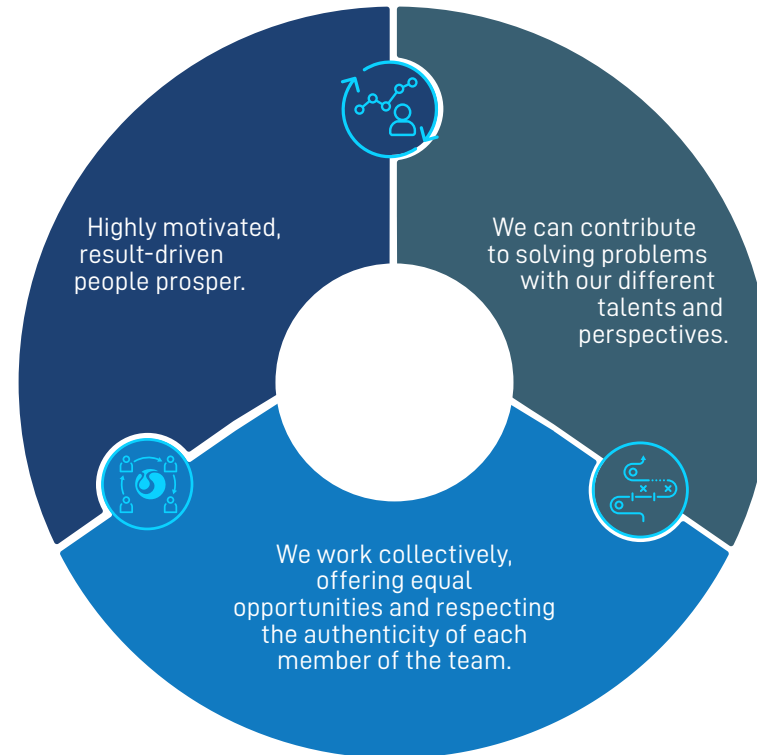 Highly motivated,
result-driven
people prosper.
We can contribute
to solving problems
with our different
talents and
perspectives.
We work collectively,
offering equal
opportunities and respecting
the authenticity of each
member of the team.